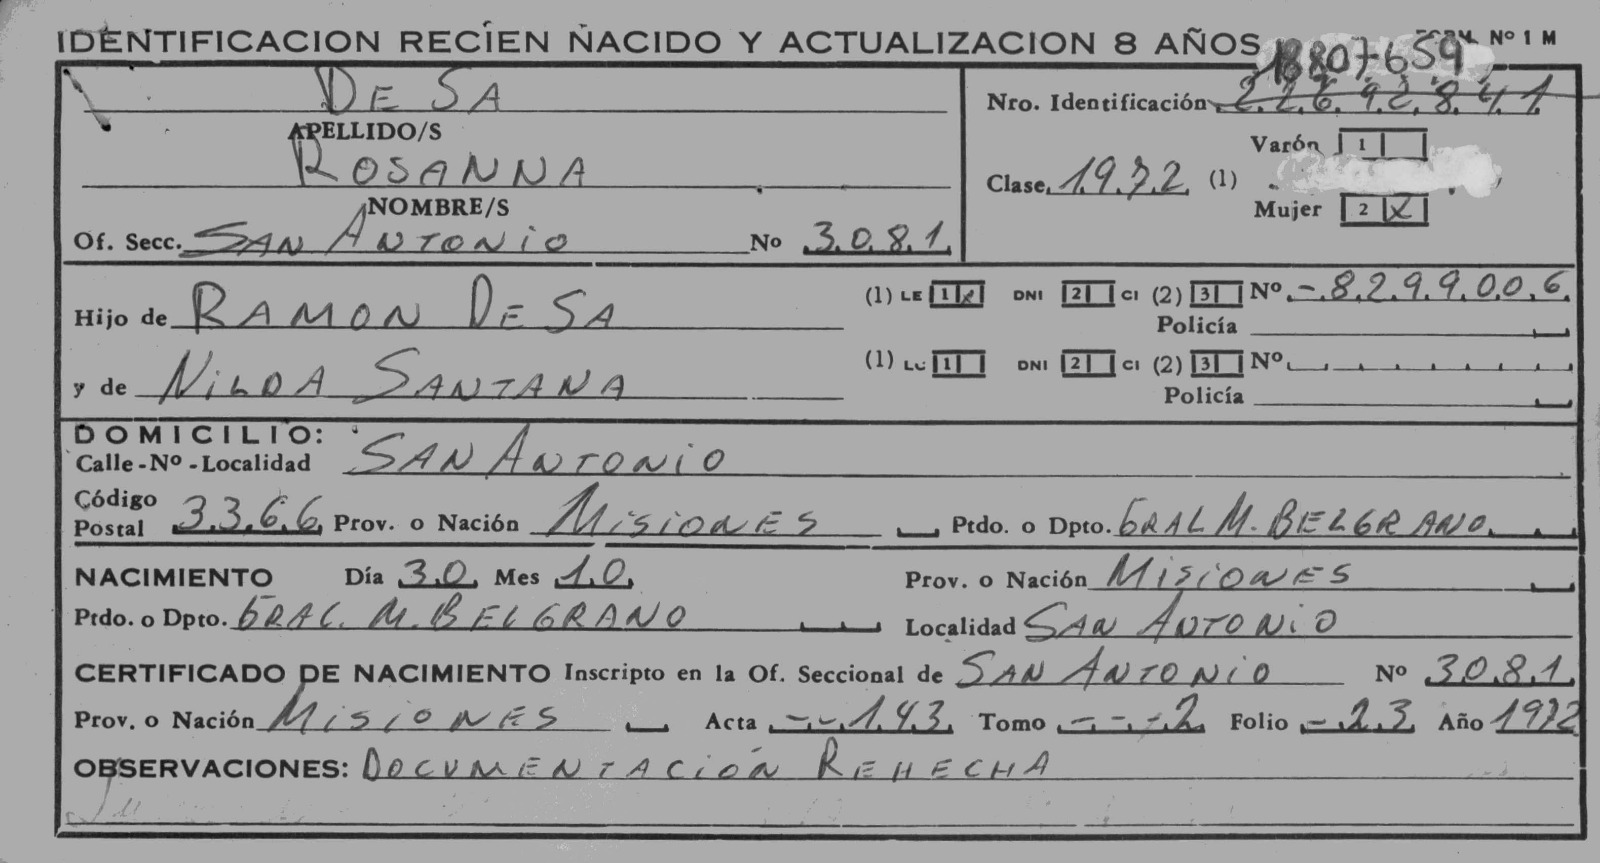 IDENTIFICACION RECIEN NACIDO Y ACTUALIZACION 8 AÑOS FORM. Nº 1 M
18807659
DE SA
Nro. Identificación 22692841
APELLIDO/S
Varón 1
ROSANNA
Clase 1972 (1)
NOMBRE/S
Mujer 2 X
Of. Secc. SAN ANTONIO Nº 3081
Hijo de RAMON DE SA (1) LE 1 X DNI 2 CI (2) 3 Nº -8299006
Policía
y de NILDA SANTANA (1) LC 1 DNI 2 CI (2) 3 Nº
Policía
DOMICILIO:
Calle - Nº - Localidad SAN ANTONIO
Código
Postal 3366 Prov. o Nación MISIONES Ptdo. o Dpto. GRAL M. BELGRANO
NACIMIENTO Día 30 Mes 10 Prov. o Nación MISIONES
Ptdo. o Dpto. GRAL. M. BELGRANO Localidad SAN ANTONIO
CERTIFICADO DE NACIMIENTO Inscripto en la Of. Seccional de SAN ANTONIO Nº 3081
Prov. o Nación MISIONES Acta --143 Tomo ---2 Folio -23 Año 1972
OBSERVACIONES: DOCUMENTACIÓN REHECHA